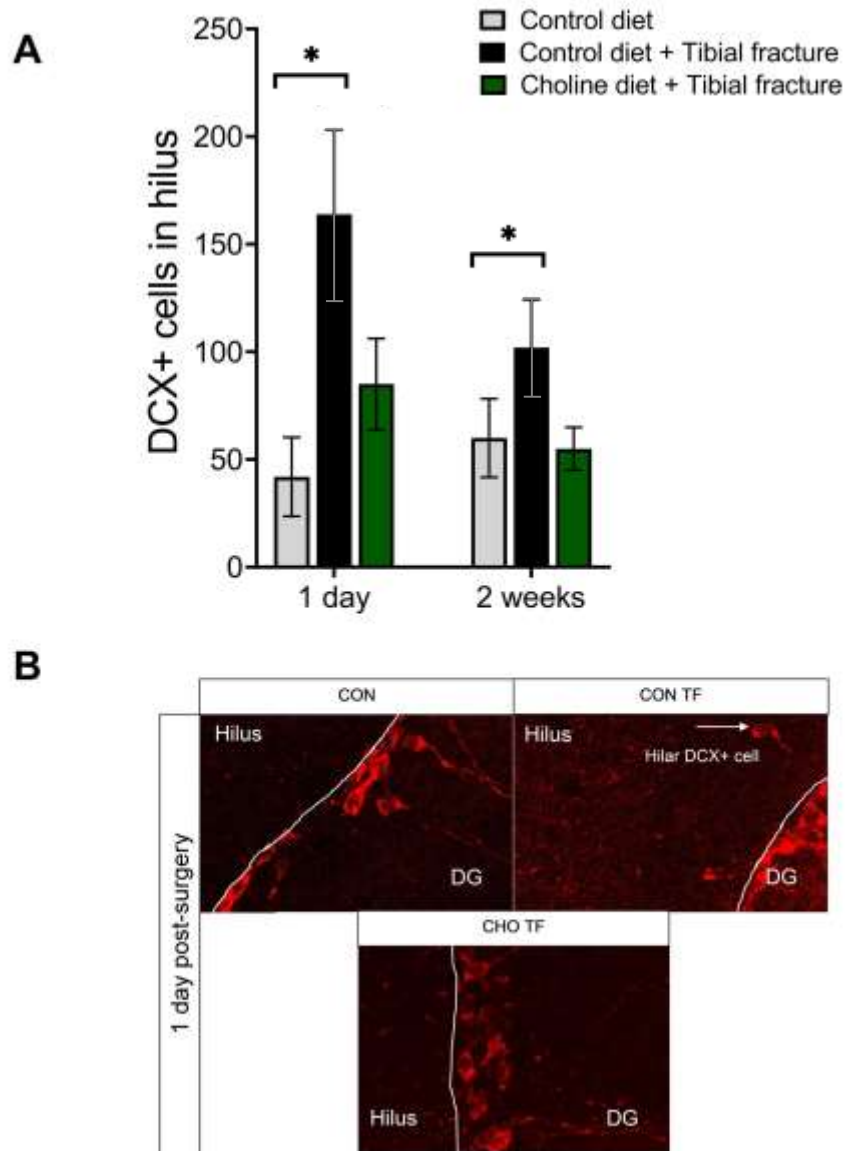 A
Control diet
Control diet + Tibial fracture
Choline diet + Tibial fracture
DCX+ cells in hilus
250
200
150
100
50
0
*
*
1 day
2 weeks
B
CON
CON TF
1 day post-surgery
Hilus
DG
Hilus
Hilar DCX+ cell
DG
CHO TF
Hilus
DG